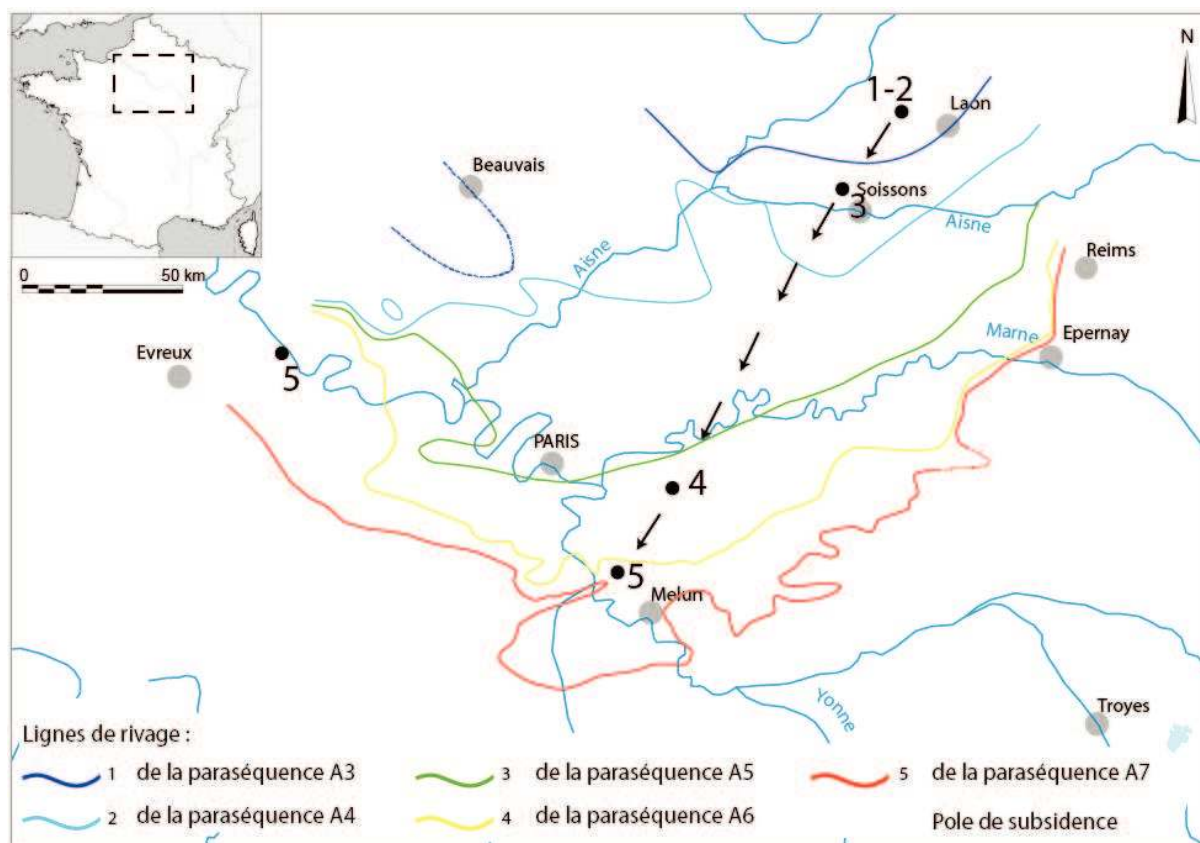 N
1-2
Laon
Beauvais
Soissons
3
Aisne
Aisne
0 50 km
Reims
Marne
Epernay
Evreux
5
PARIS
4
5
Melun
Yonne
Troyes
Lignes de rivage :
1 de la paraséquence A3
3 de la paraséquence A5
5 de la paraséquence A7
2 de la paraséquence A4
4 de la paraséquence A6
Pole de subsidence